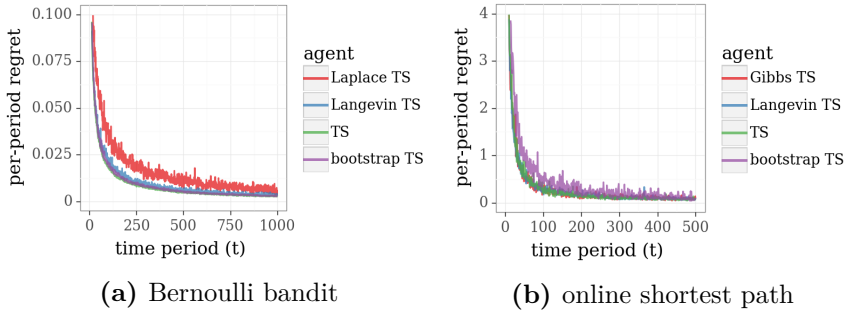 0.100
0.075
0.050
0.025
0
per-period regret
0
250
500
750
1000
time period (t)
agent
Laplace TS
Langevin TS
TS
bootstrap TS
(a) Bernoulli bandit
4
3
2
1
0
per-period regret
0
100
200
300
400
500
time period (t)
agent
Gibbs TS
Langevin TS
TS
bootstrap TS
(b) online shortest path